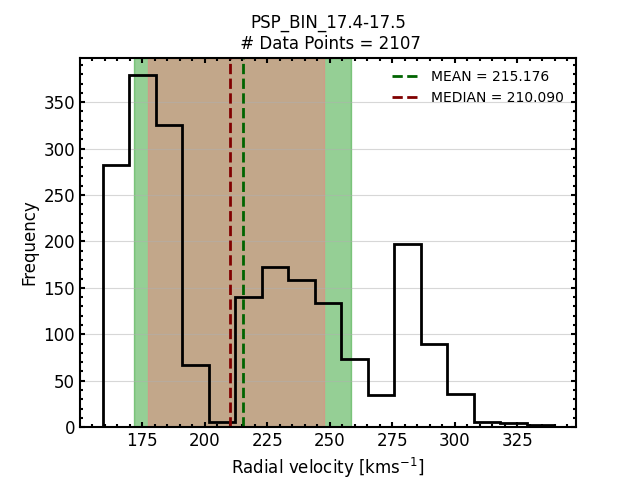 PSP_BIN_17.4-17.5
# Data Points = 2107
MEAN = 215.176
MEDIAN = 210.090
Frequency
350
300
250
200
150
100
50
0
175 200 225 250 275 300 325
Radial velocity [kms⁻¹]